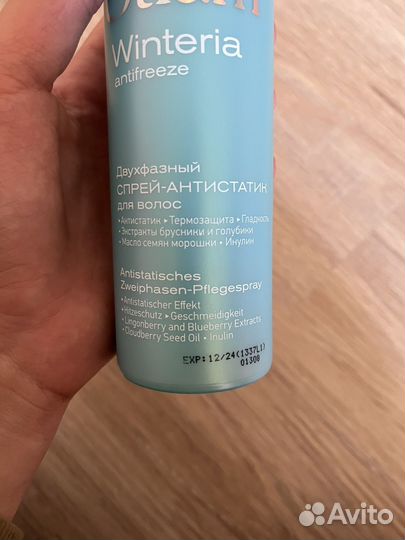 Winteria
antifreeze
Двухфазный
СПРЕЙ-АНТИСТАТИК
для волос
• Антистатик • Термозащита • Гладкость
• Экстракты брусники и голубики
• Масло семян морошки • Инулин
Antistatisches
Zweiphasen-Pflegespray
• Antistatischer Effekt
• Hitzeschutz • Geschmeidigkeit
• Lingonberry and Blueberry Extracts
• Cloudberry Seed Oil • Inulin
EXP: 12/24(1337L1)
01308
Avito